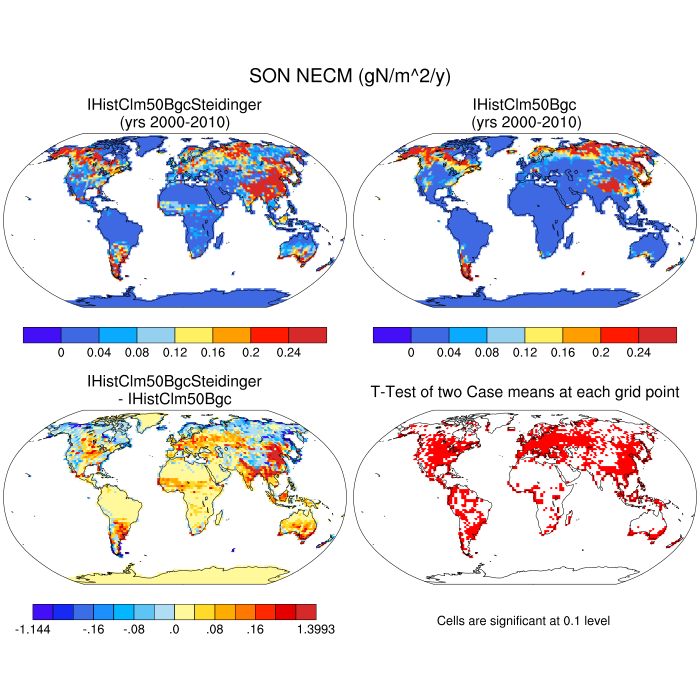 SON NECM (gN/m^2/y)
IHistClm50BgcSteidinger
(yrs 2000-2010)
IHistClm50Bgc
(yrs 2000-2010)
0 0.04 0.08 0.12 0.16 0.2 0.24
0 0.04 0.08 0.12 0.16 0.2 0.24
IHistClm50BgcSteidinger
- IHistClm50Bgc
T-Test of two Case means at each grid point
-1.144 -.16 -.08 .0 .08 .16 1.3993
Cells are significant at 0.1 level